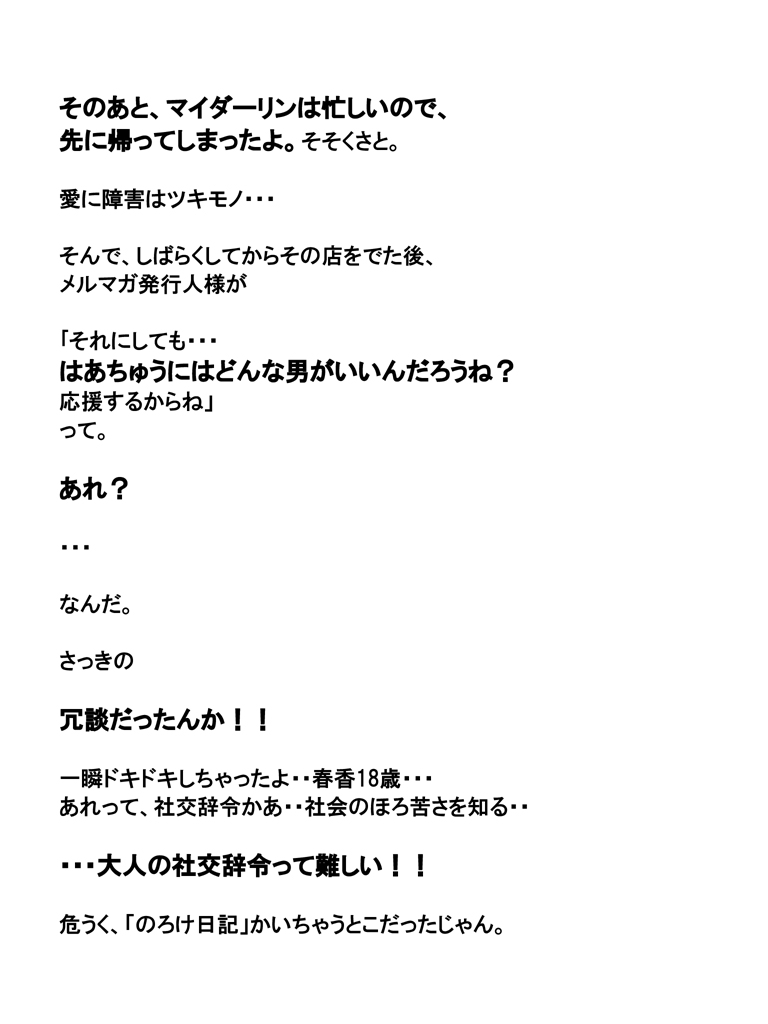 そのあと、マイダーリンは忙しいので、
先に帰ってしまったよ。そそくさと。
愛に障害はツキモノ・・・
そんで、しばらくしてからその店をでた後、
メルマガ発行人様が
「それにしても・・・
はあちゅうにはどんな男がいいんだろうね？
応援するからね」
って。
あれ？
・・・
なんだ。
さっきの
冗談だったんか！！
一瞬ドキドキしちゃったよ・・春香18歳・・・
あれって、社交辞令かあ・・社会のほろ苦さを知る・・
・・・大人の社交辞令って難しい！！
危うく、「のろけ日記」かいちゃうとこだったじゃん。